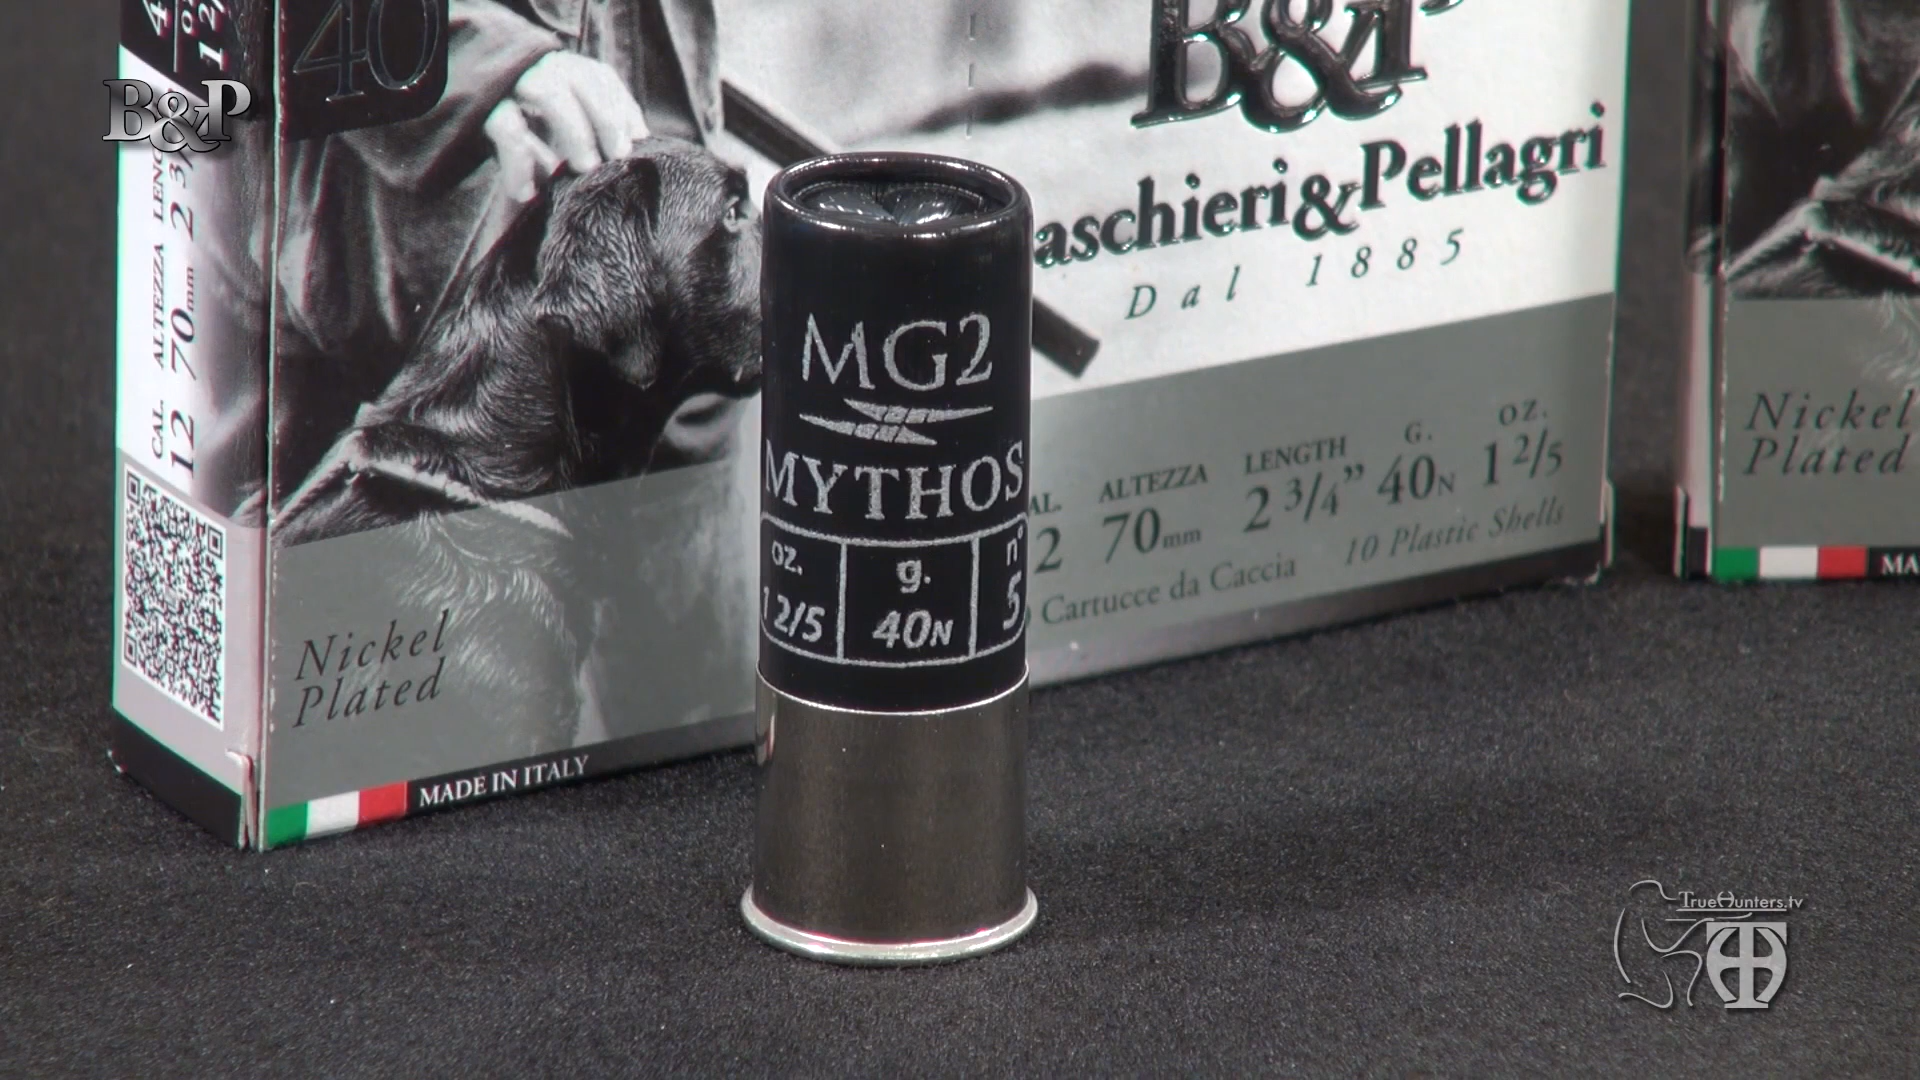 40
B&P
B&P
aschieri&Pellagri
Dal 1885
CAL. 12
ALTEZZA 70mm
MG2
MYTHOS
oz. g. n°
1 2/5 40N 5
AL. ALTEZZA LENGTH G. OZ.
2 70mm 2 3/4” 40N 1 2/5
Cartucce da Caccia 10 Plastic Shells
Nickel
Plated
MADE IN ITALY
Nickel
Plated
MA
TrueHunters.tv